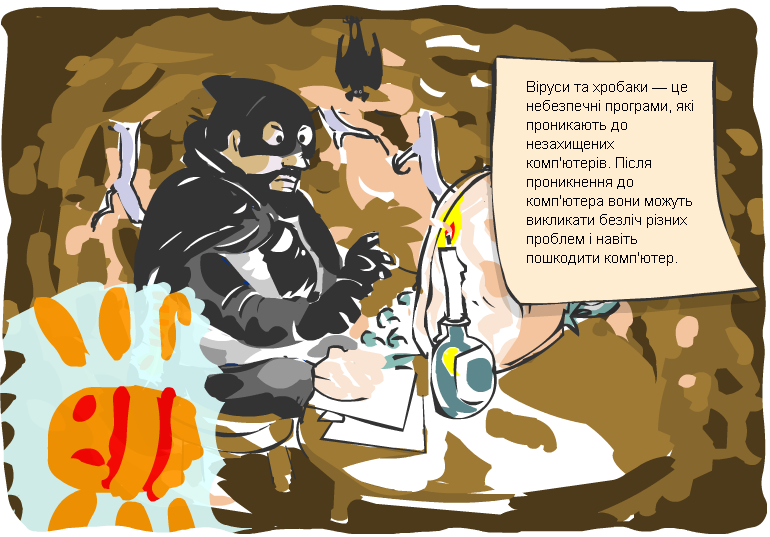 Віруси та хробаки — це
небезпечні програми, які
проникають до
незахищених
комп'ютерів. Після
проникнення до
комп'ютера вони можуть
викликати безліч різних
проблем і навіть
пошкодити комп'ютер.